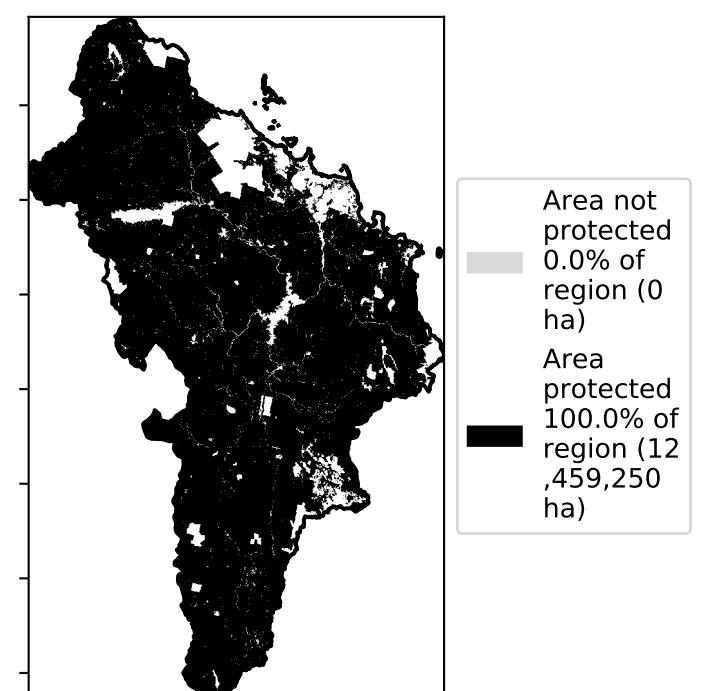 Area not
protected
0.0% of
region (0
ha)
Area
protected
100.0% of
region (12
,459,250
ha)